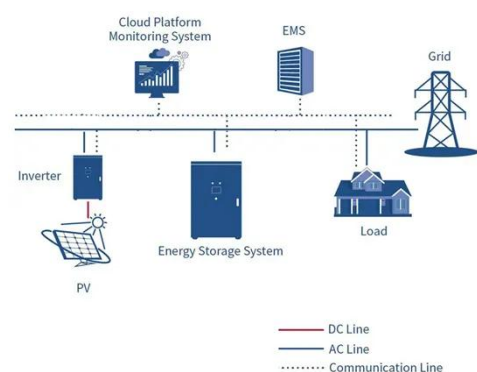 Cloud Platform
Monitoring System
EMS
Grid
Inverter
Energy Storage System
Load
PV
DC Line
AC Line
Communication Line